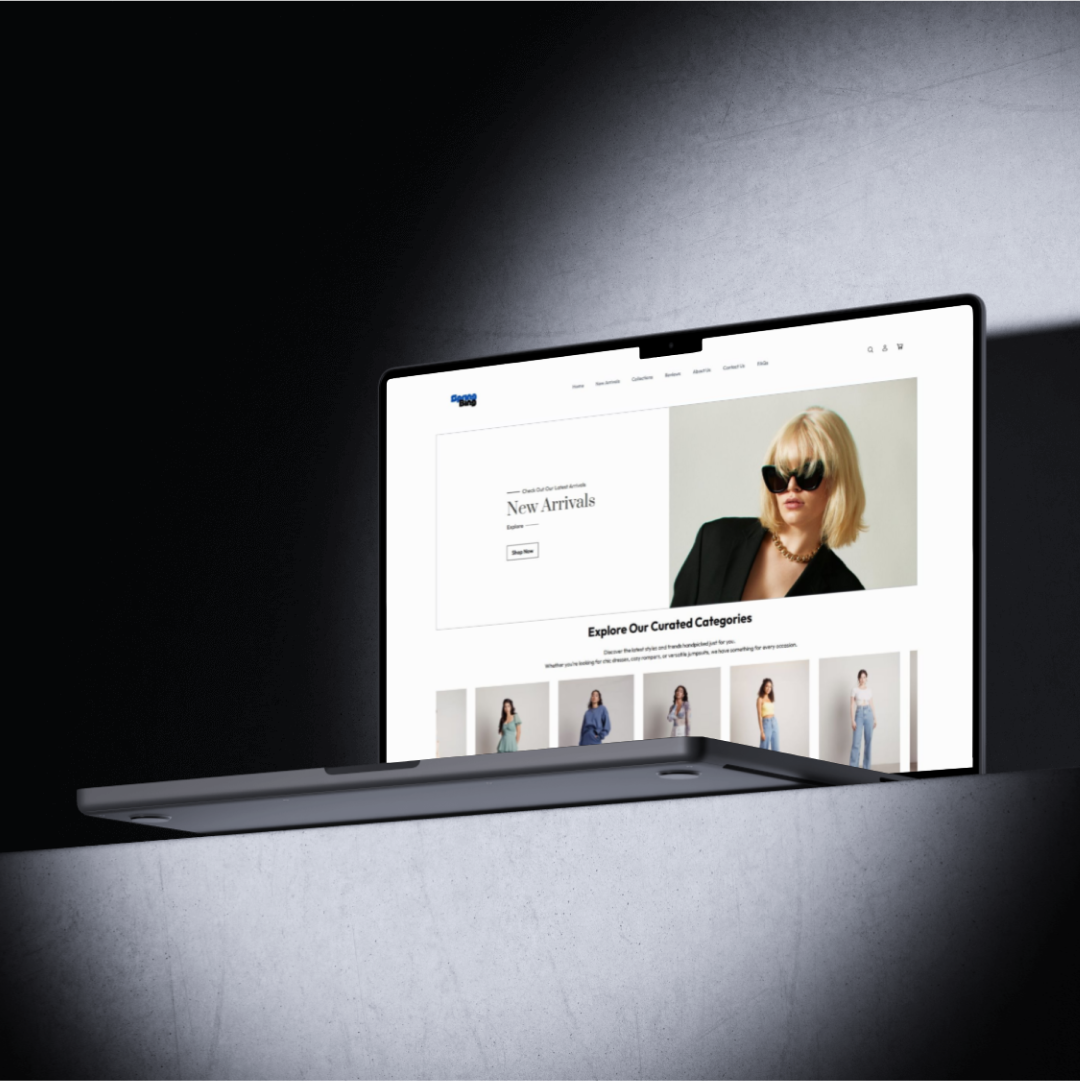 Bing
Home New Arrivals Collections Reviews About Us Contact Us FAQs
Check Out Our Latest Arrivals
New Arrivals
Explore
Shop Now
Explore Our Curated Categories
Discover the latest styles and trends handpicked just for you.
Whether you're looking for chic dresses, cozy rompers, or versatile jumpsuits, we have something for every occasion.